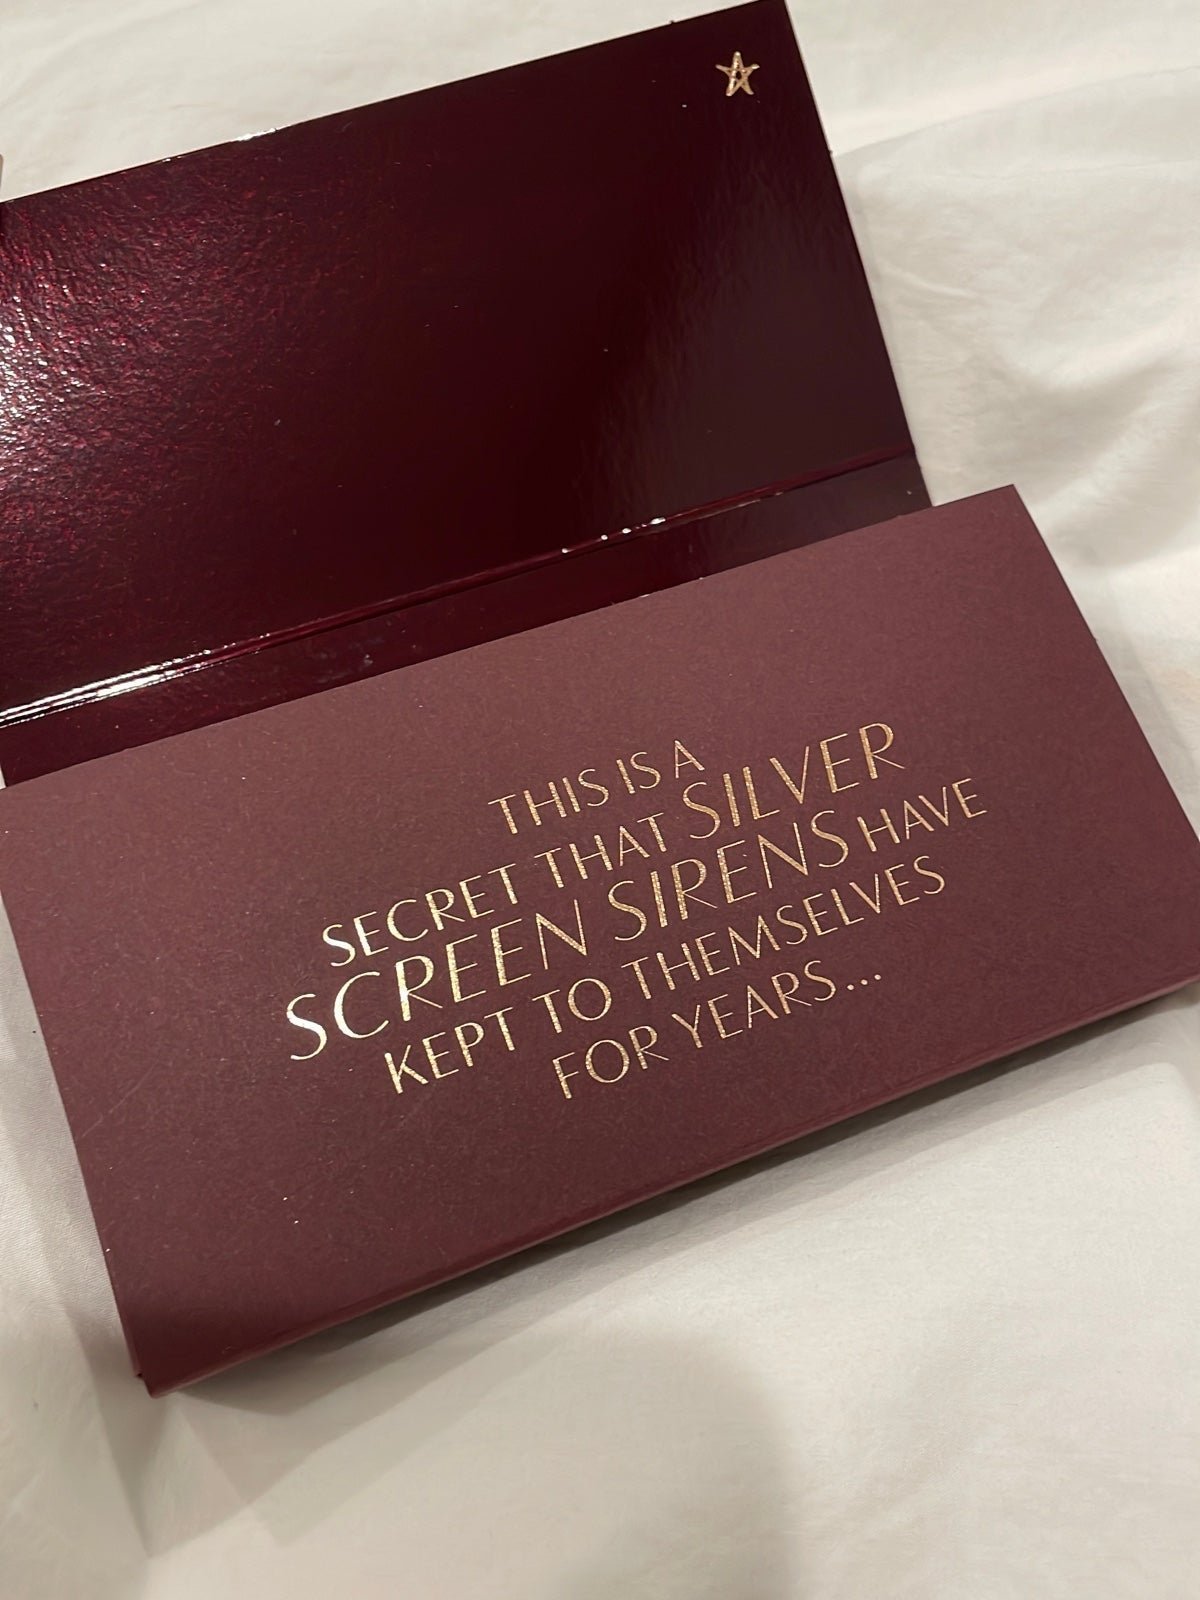 THIS IS A
SECRET THAT SILVER
SCREEN SIRENS HAVE
KEPT TO THEMSELVES
FOR YEARS...